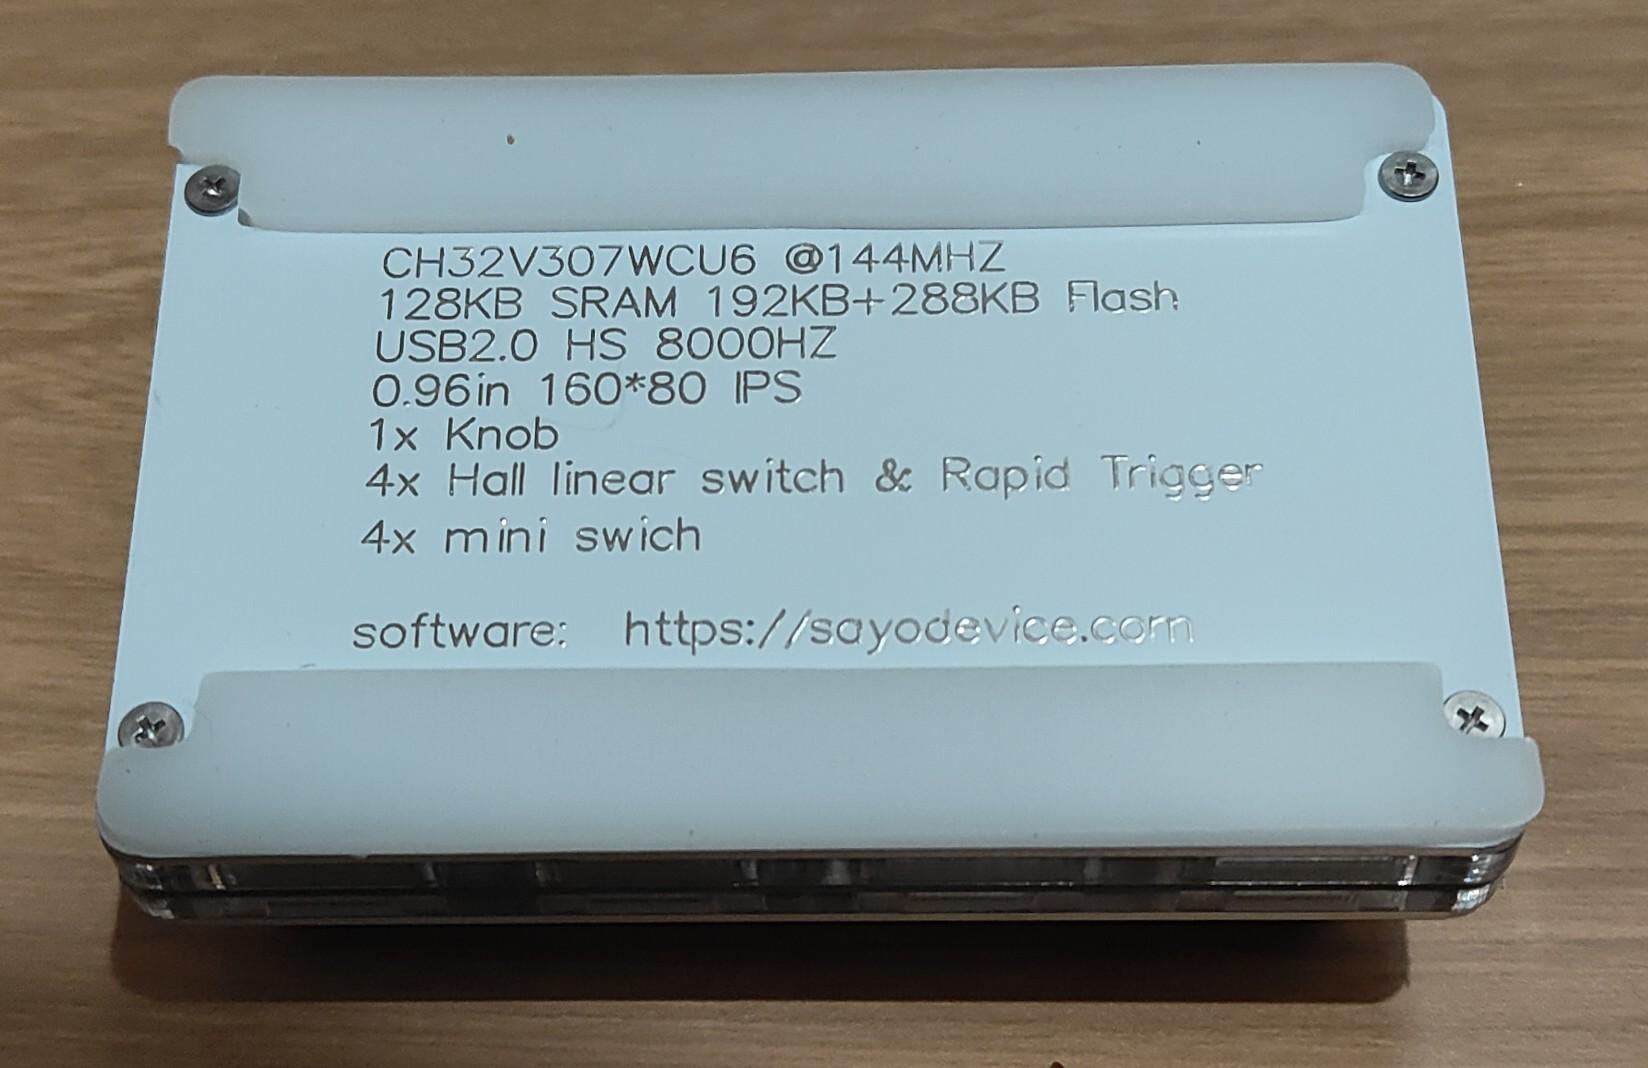 CH32V307WCU6 @144MHZ
128KB SRAM 192KB+288KB Flash
USB2.0 HS 8000HZ
0.96in 160*80 IPS
1x Knob
4x Hall linear switch & Rapid Trigger
4x mini swich
software: https://sayodevice.com